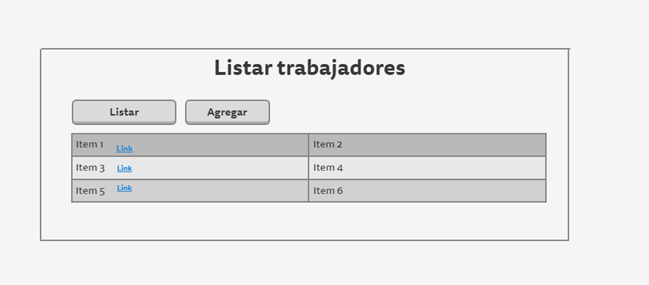 Listar trabajadores
Listar Agregar
Item 1 Link Item 2
Item 3 Link Item 4
Item 5 Link Item 6